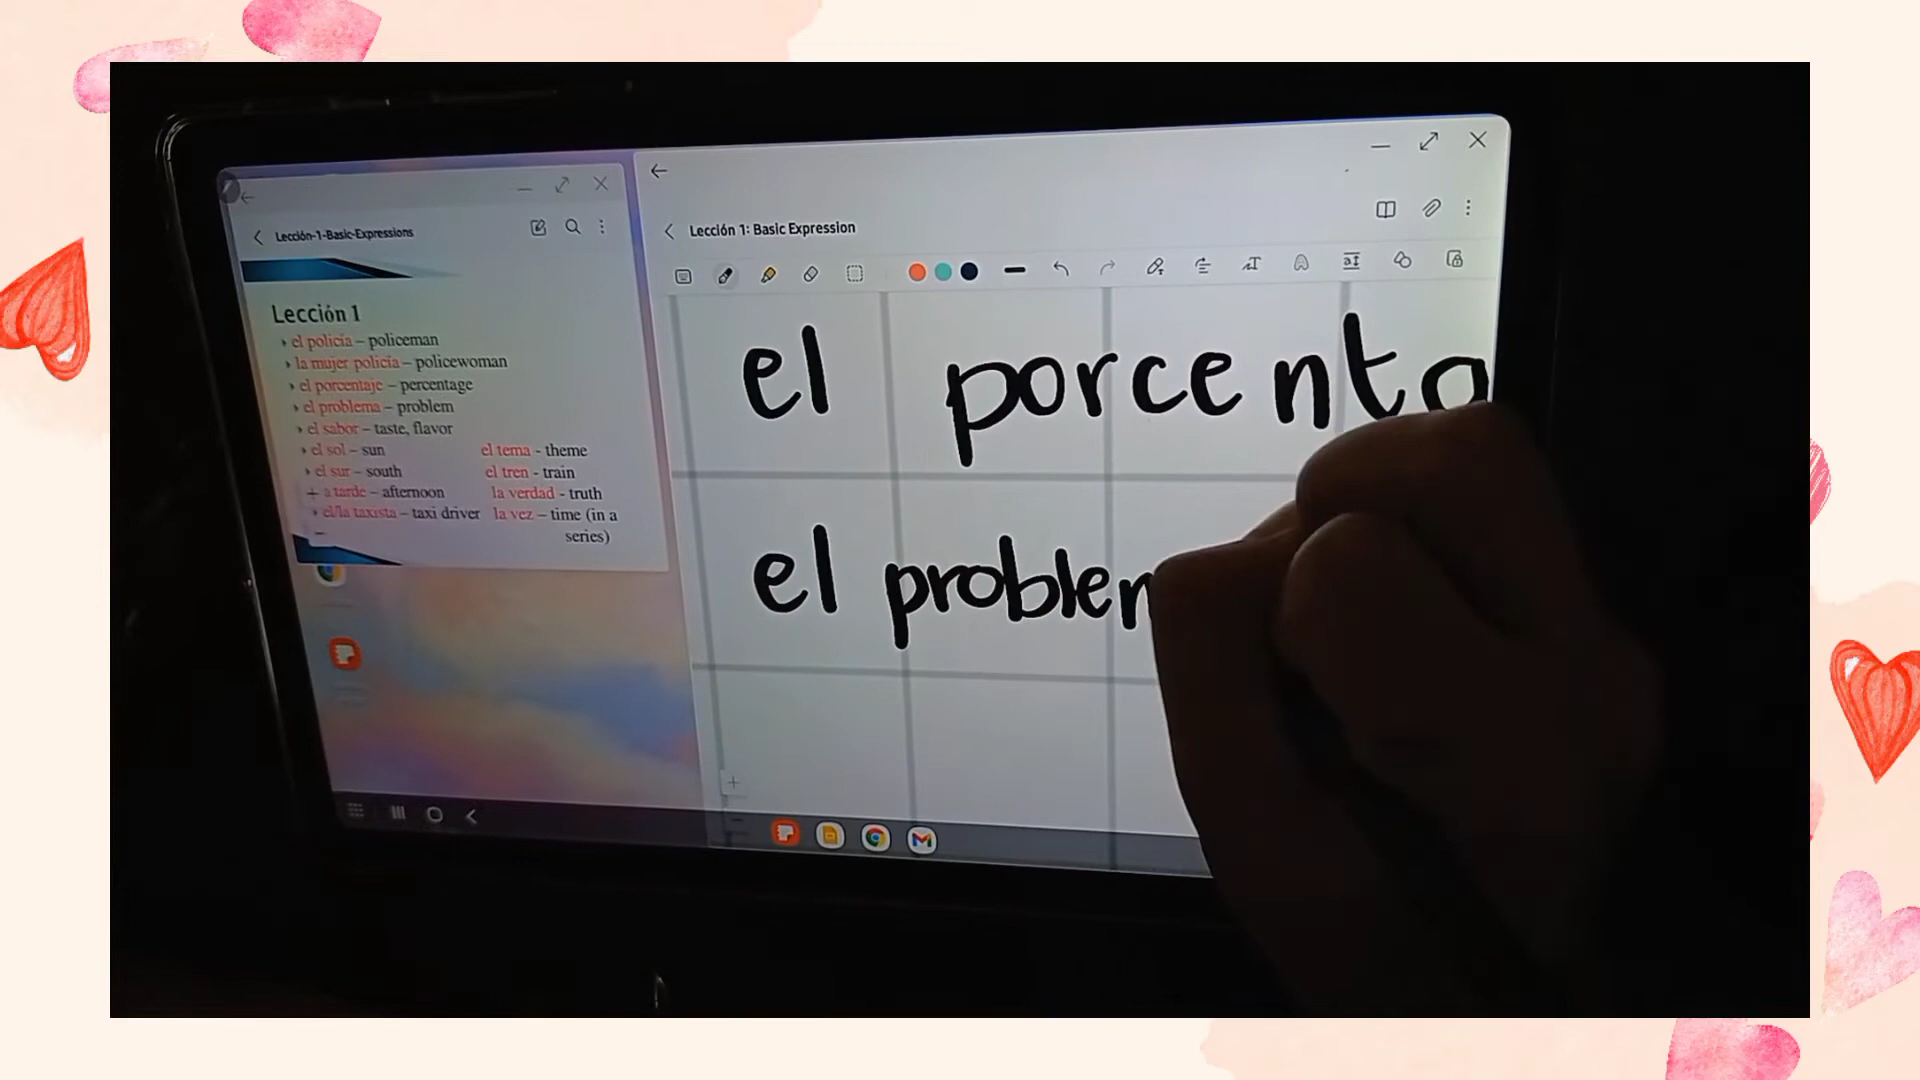 Lección-1-Basic-Expressions
Lección 1
el policía – policeman
la mujer policía – policewoman
el porcentaje – percentage
el problema – problem
el sabor – taste, flavor
el sol – sun
el sur – south
a tarde – afternoon
el/la taxista – taxi driver
el tema - theme
el tren - train
la verdad - truth
la vez – time (in a
series)
Lección 1: Basic Expression
el porcenta
el problem